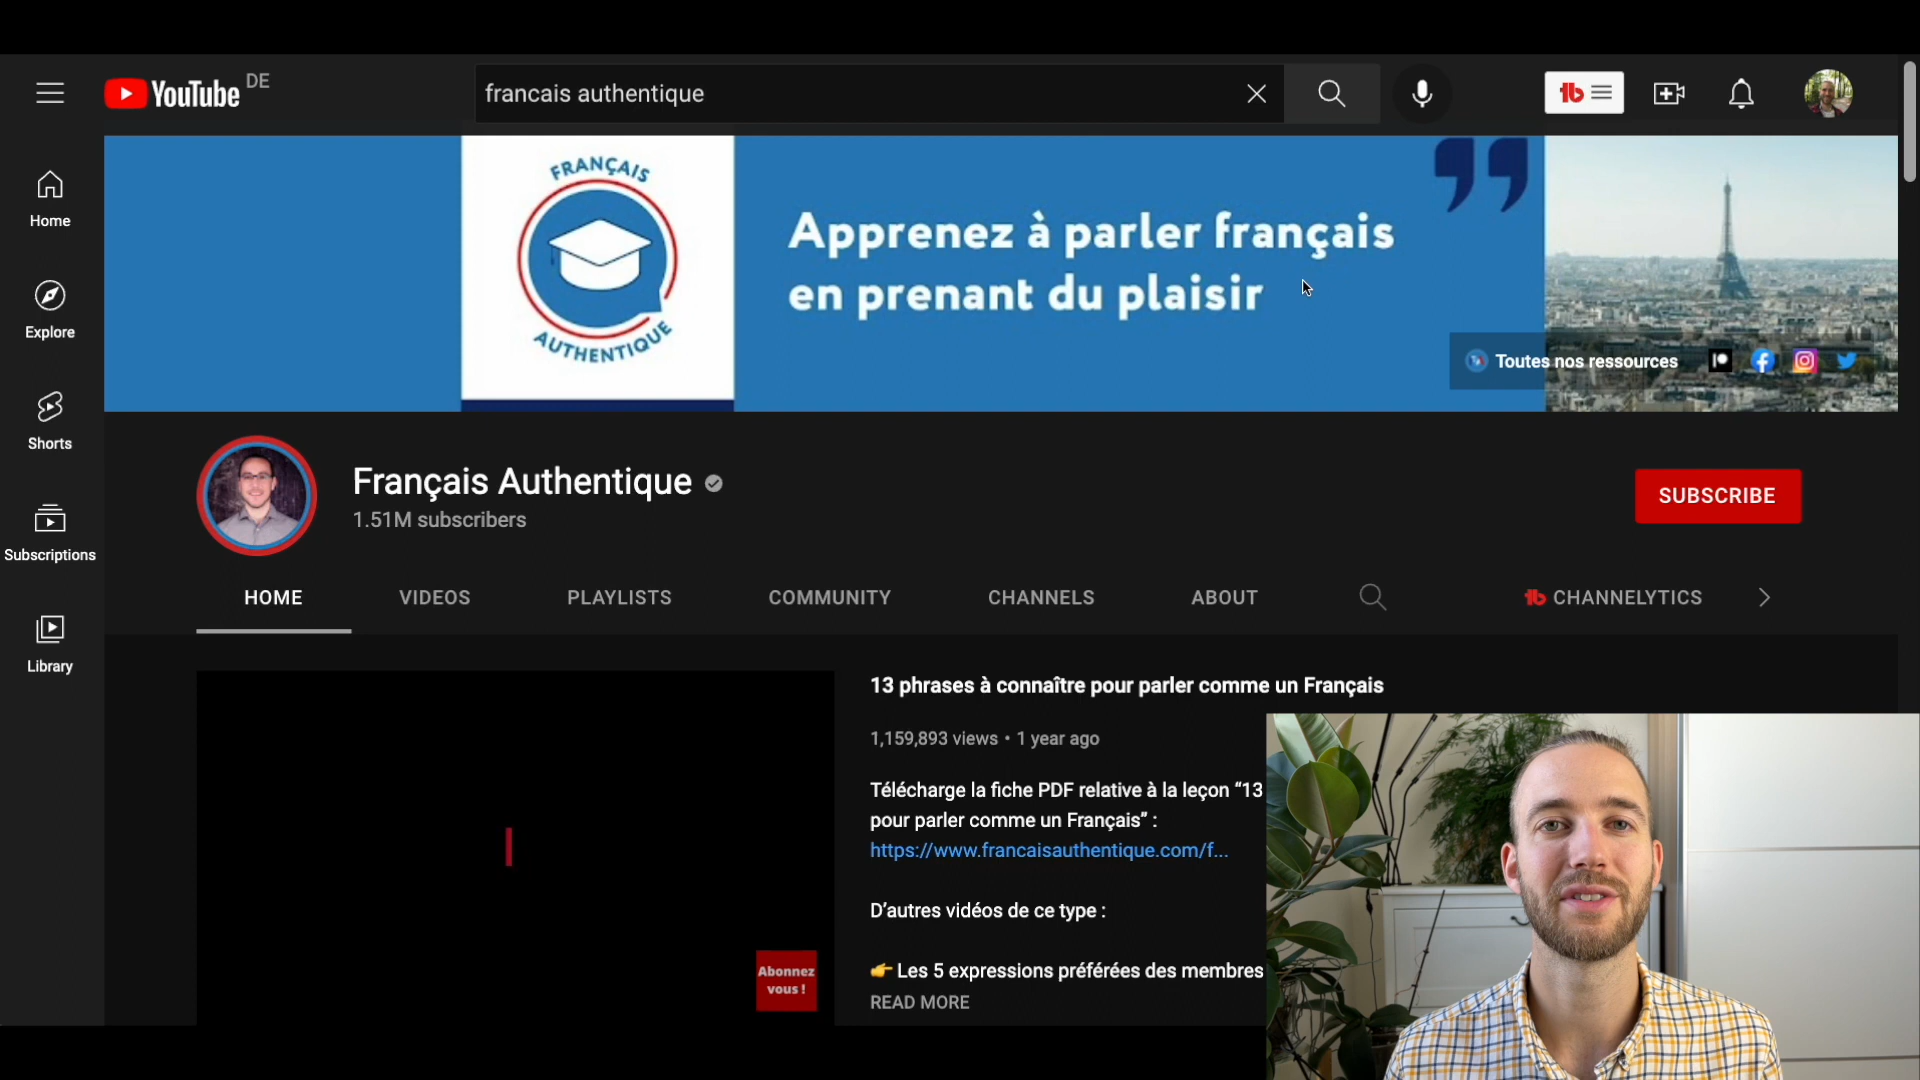 YouTube DE
francais authentique
Home
Explore
Shorts
Subscriptions
Library
FRANÇAIS
AUTHENTIQUE
Apprenez à parler français
en prenant du plaisir
Toutes nos ressources
Français Authentique
1.51M subscribers
SUBSCRIBE
HOME VIDEOS PLAYLISTS COMMUNITY CHANNELS ABOUT CHANNELYTICS
13 phrases à connaître pour parler comme un Français
1,159,893 views • 1 year ago
Télécharge la fiche PDF relative à la leçon “13
pour parler comme un Français” :
https://www.francaisauthentique.com/f...
D’autres vidéos de ce type :
👉 Les 5 expressions préférées des membres
READ MORE
Abonnez
vous !